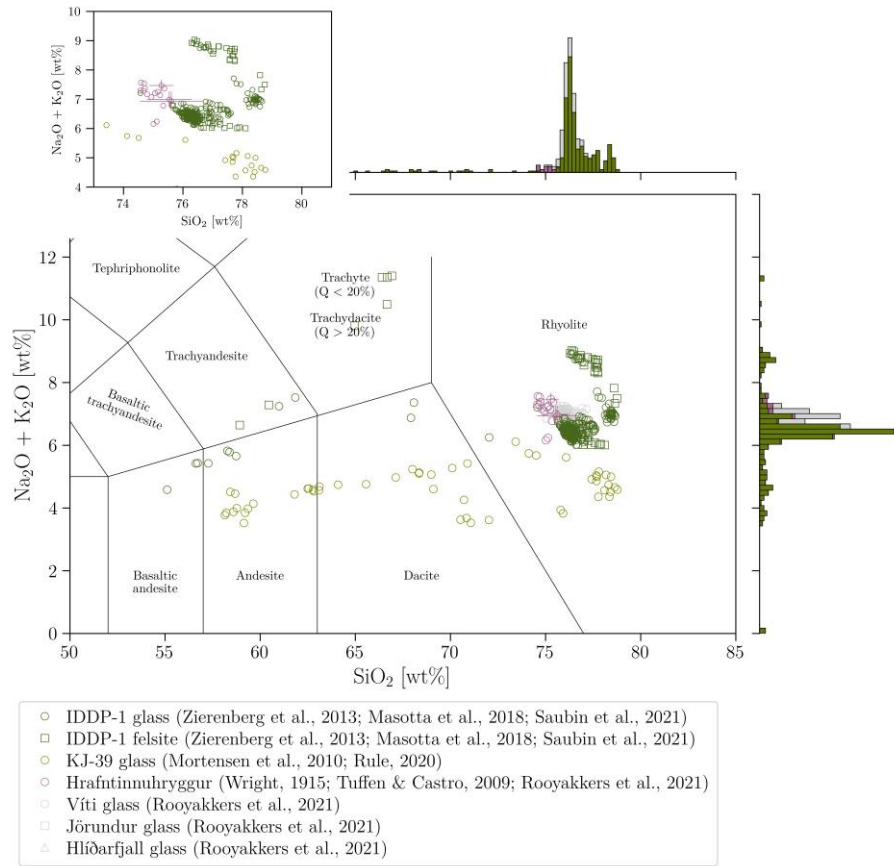 10
9
8
7
6
5
4
Na₂O + K₂O [wt%]
74 76 78 80
SiO₂ [wt%]
12
10
8
6
4
2
0
Na₂O + K₂O [wt%]
Tephriphonolite
Trachyte
(Q < 20%)
Trachydacite
(Q > 20%)
Rhyolite
Trachyandesite
Basaltic
trachyandesite
Basaltic
andesite
Andesite
Dacite
50 55 60 65 70 75 80 85
SiO₂ [wt%]
IDDP-1 glass (Zierenberg et al., 2013; Masotta et al., 2018; Saubin et al., 2021)
IDDP-1 felsite (Zierenberg et al., 2013; Masotta et al., 2018; Saubin et al., 2021)
KJ-39 glass (Mortensen et al., 2010; Rule, 2020)
Hrafntinnuhryggur (Wright, 1915; Tuffen & Castro, 2009; Rooyakkers et al., 2021)
Víti glass (Rooyakkers et al., 2021)
Jörundur glass (Rooyakkers et al., 2021)
Hlíðarfjall glass (Rooyakkers et al., 2021)